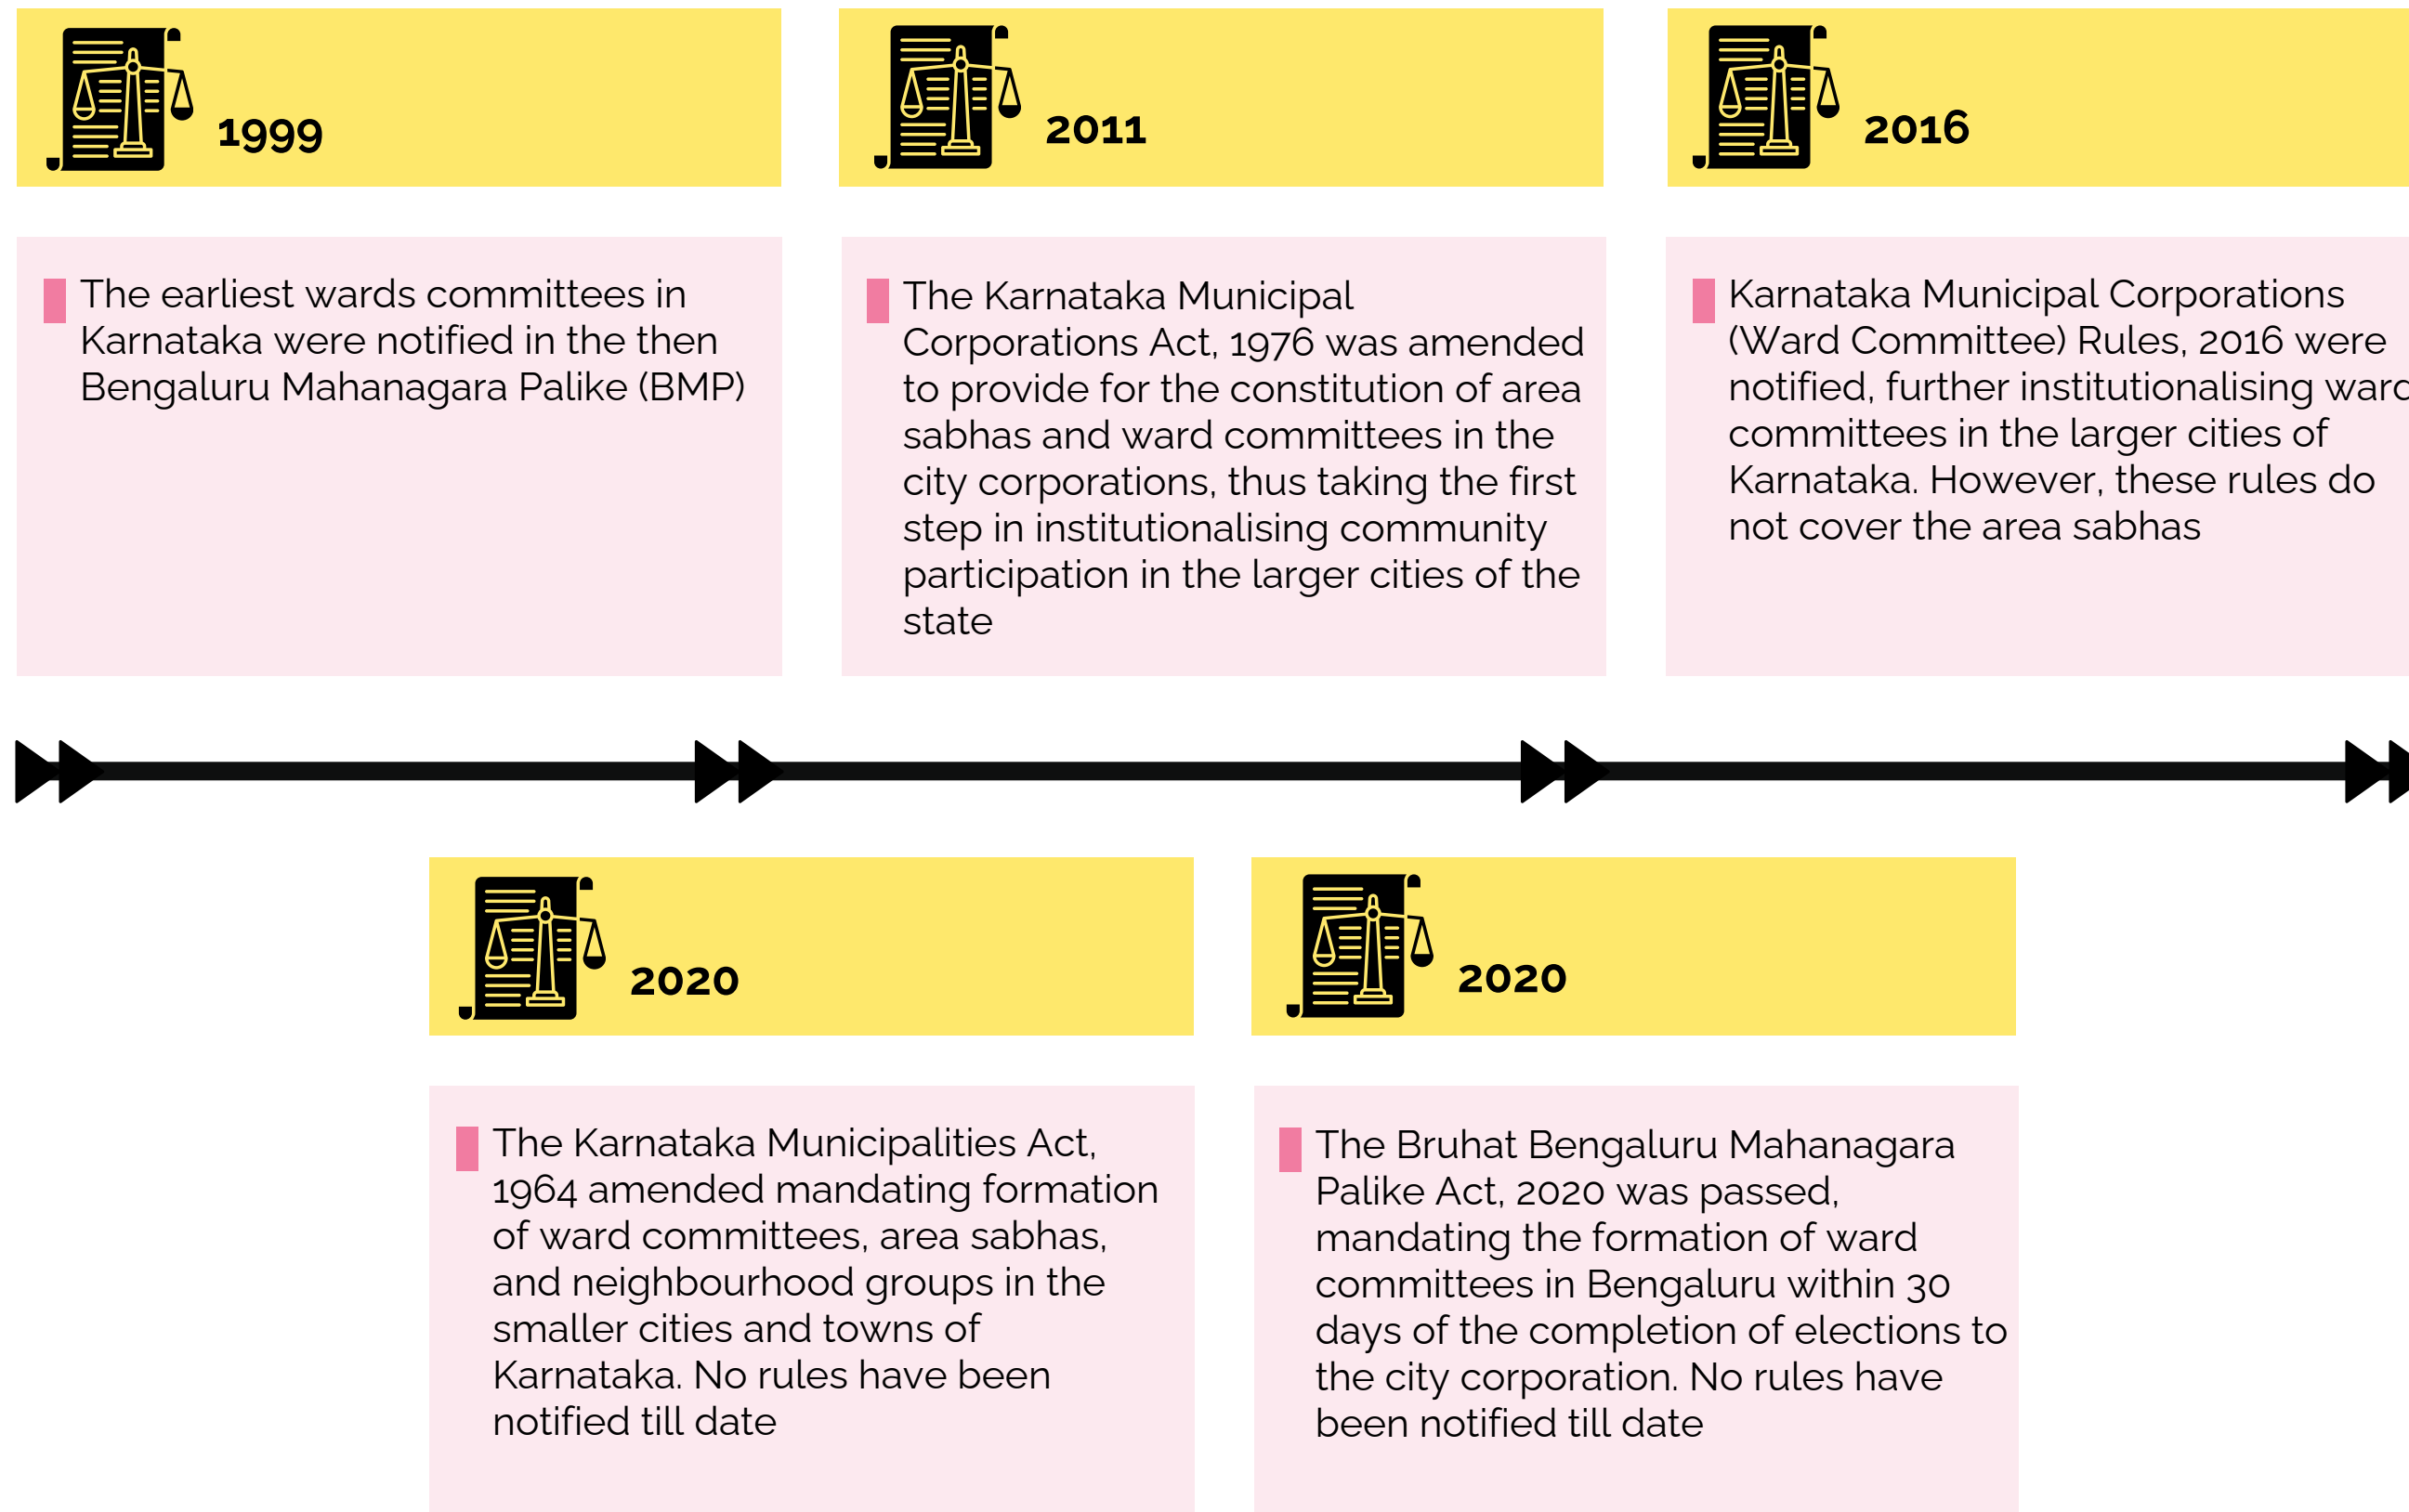 1999
The earliest wards committees in
Karnataka were notified in the then
Bengaluru Mahanagara Palike (BMP)
2011
The Karnataka Municipal
Corporations Act, 1976 was amended
to provide for the constitution of area
sabhas and ward committees in the
city corporations, thus taking the first
step in institutionalising community
participation in the larger cities of the
state
2016
Karnataka Municipal Corporations
(Ward Committee) Rules, 2016 were
notified, further institutionalising ward
committees in the larger cities of
Karnataka. However, these rules do
not cover the area sabhas
2020
The Karnataka Municipalities Act,
1964 amended mandating formation
of ward committees, area sabhas,
and neighbourhood groups in the
smaller cities and towns of
Karnataka. No rules have been
notified till date
2020
The Bruhat Bengaluru Mahanagara
Palike Act, 2020 was passed,
mandating the formation of ward
committees in Bengaluru within 30
days of the completion of elections to
the city corporation. No rules have
been notified till date